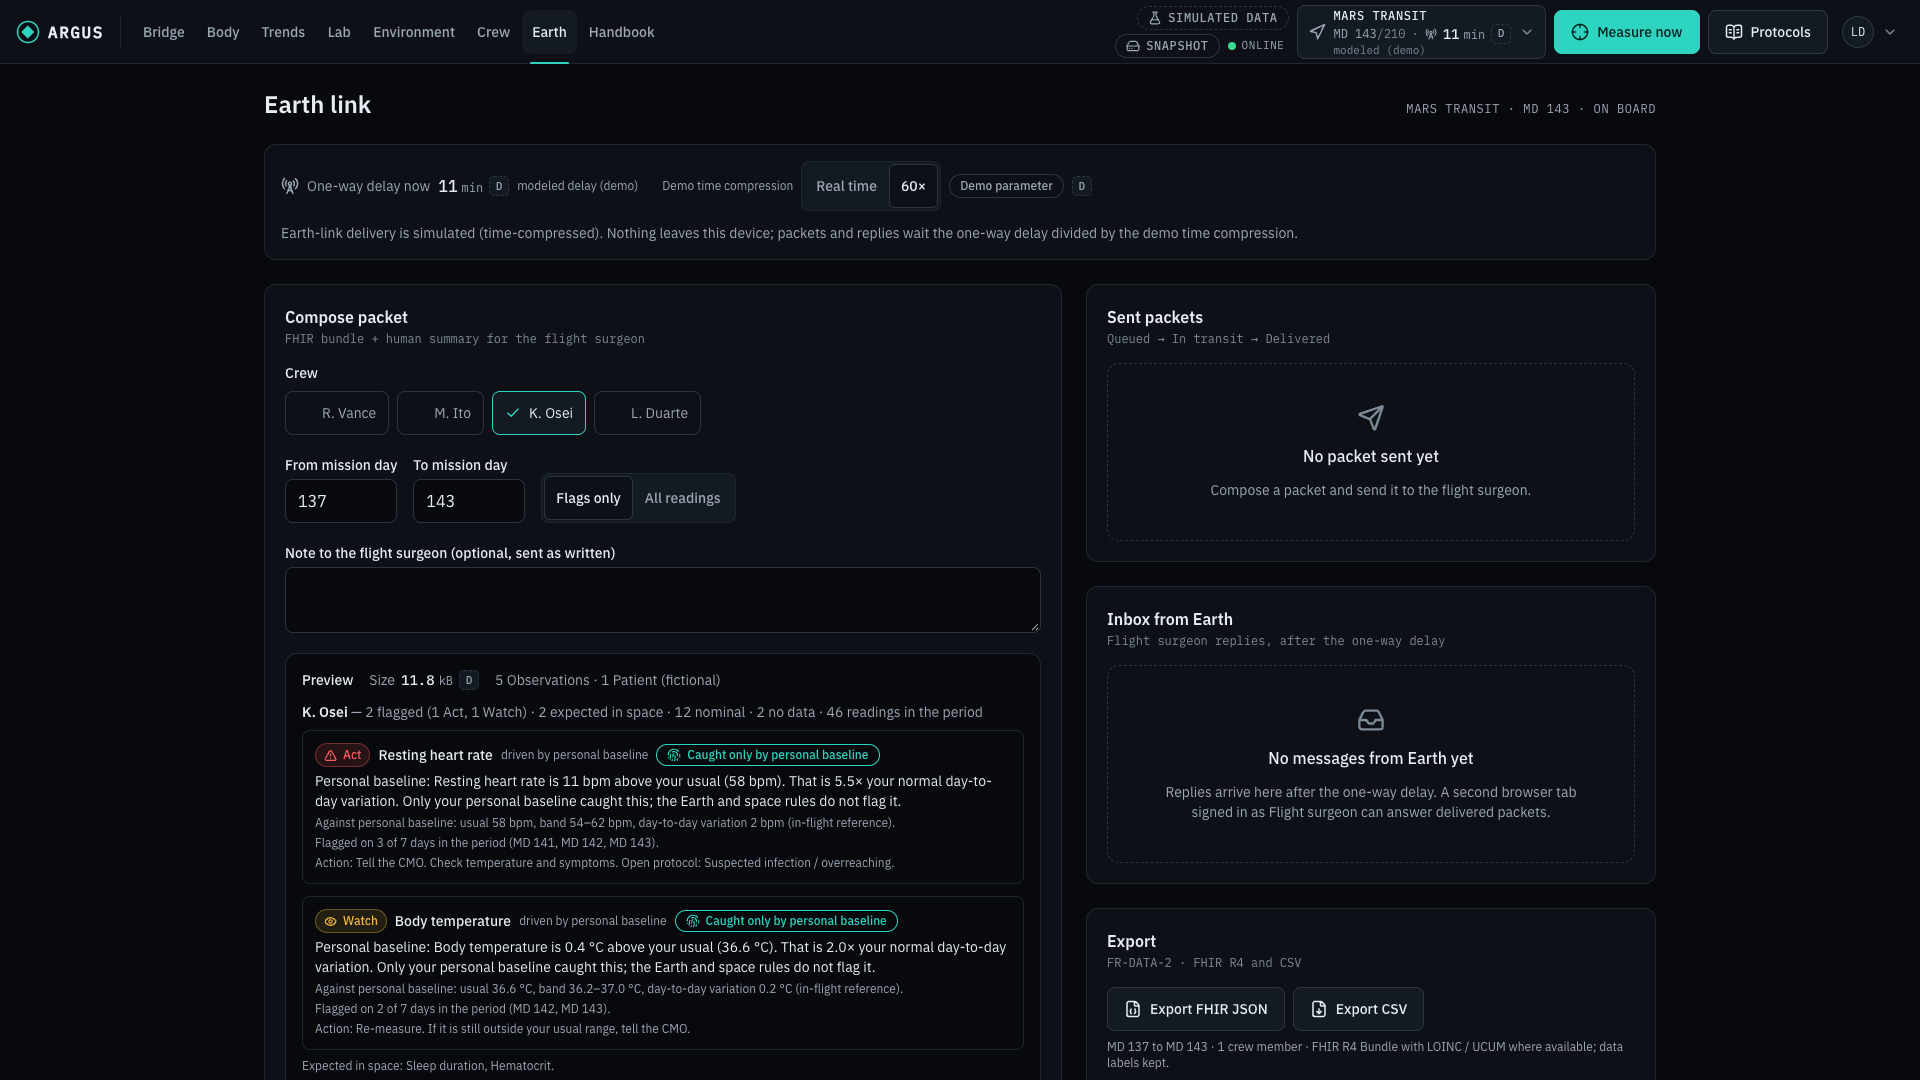 ARGUS
Bridge
Body
Trends
Lab
Environment
Crew
Earth
Handbook
SIMULATED DATA
SNAPSHOT
ONLINE
MARS TRANSIT
MD 143/210 · 11 min D
modeled (demo)
Measure now
Protocols
LD
Earth link
MARS TRANSIT · MD 143 · ON BOARD
One-way delay now 11 min D modeled delay (demo) Demo time compression Real time 60× Demo parameter D
Earth-link delivery is simulated (time-compressed). Nothing leaves this device; packets and replies wait the one-way delay divided by the demo time compression.
Compose packet
FHIR bundle + human summary for the flight surgeon
Crew
R. Vance
M. Ito
K. Osei
L. Duarte
From mission day
To mission day
137
143
Flags only
All readings
Note to the flight surgeon (optional, sent as written)
Preview Size 11.8 kB D 5 Observations · 1 Patient (fictional)
K. Osei — 2 flagged (1 Act, 1 Watch) · 2 expected in space · 12 nominal · 2 no data · 46 readings in the period
Act Resting heart rate driven by personal baseline Caught only by personal baseline
Personal baseline: Resting heart rate is 11 bpm above your usual (58 bpm). That is 5.5× your normal day-to-
day variation. Only your personal baseline caught this; the Earth and space rules do not flag it.
Against personal baseline: usual 58 bpm, band 54–62 bpm, day-to-day variation 2 bpm (in-flight reference).
Flagged on 3 of 7 days in the period (MD 141, MD 142, MD 143).
Action: Tell the CMO. Check temperature and symptoms. Open protocol: Suspected infection / overreaching.
Watch Body temperature driven by personal baseline Caught only by personal baseline
Personal baseline: Body temperature is 0.4 °C above your usual (36.6 °C). That is 2.0× your normal day-to-day
variation. Only your personal baseline caught this; the Earth and space rules do not flag it.
Against personal baseline: usual 36.6 °C, band 36.2–37.0 °C, day-to-day variation 0.2 °C (in-flight reference).
Flagged on 2 of 7 days in the period (MD 142, MD 143).
Action: Re-measure. If it is still outside your usual range, tell the CMO.
Expected in space: Sleep duration, Hematocrit.
Sent packets
Queued → In transit → Delivered
No packet sent yet
Compose a packet and send it to the flight surgeon.
Inbox from Earth
Flight surgeon replies, after the one-way delay
No messages from Earth yet
Replies arrive here after the one-way delay. A second browser tab
signed in as Flight surgeon can answer delivered packets.
Export
FR-DATA-2 · FHIR R4 and CSV
Export FHIR JSON
Export CSV
MD 137 to MD 143 · 1 crew member · FHIR R4 Bundle with LOINC / UCUM where available; data
labels kept.